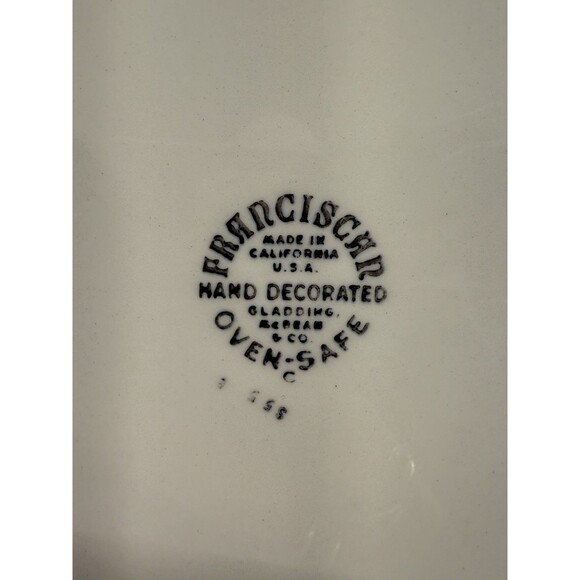 FRANCISCAN
MADE IN
CALIFORNIA
U.S.A.
HAND DECORATED
GLADDING,
McBEAN
& CO.
OVEN-SAFE
C